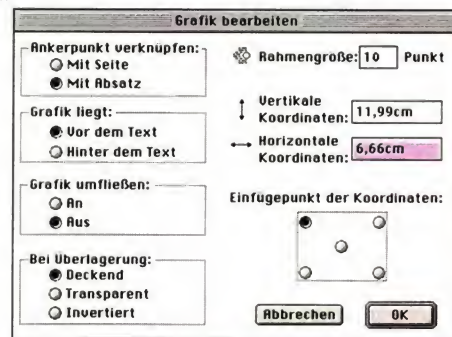 Grafik bearbeiten
Ankerpunkt verknüpfen:
Mit Seite
Mit Absatz
Grafik liegt:
Vor dem Text
Hinter dem Text
Grafik umfließen:
An
Aus
Bei Überlagerung:
Deckend
Transparent
Invertiert
Rahmengröße: 10 Punkt
Vertikale
Koordinaten: 11,99cm
Horizontale
Koordinaten: 6,66cm
Einfügepunkt der Koordinaten:
Abbrechen OK